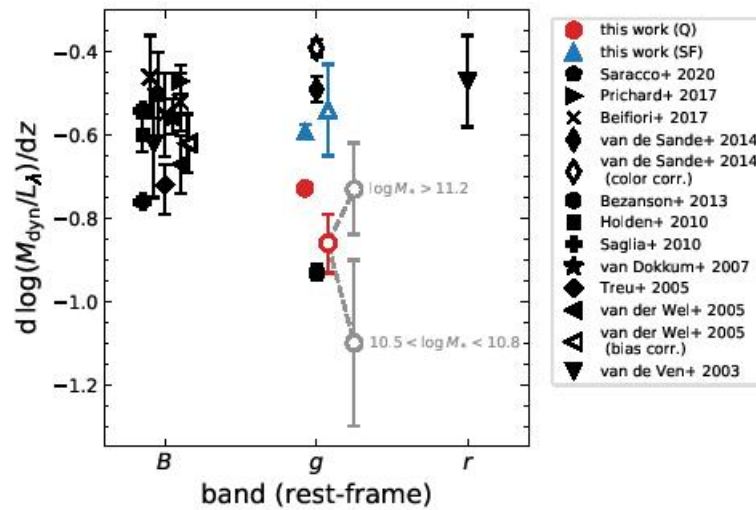 −0.4
−0.6
−0.8
−1.0
−1.2
d log(M_dyn/L_λ)/dz
log M_* > 11.2
10.5 < log M_* < 10.8
B
g
r
band (rest-frame)
this work (Q)
this work (SF)
Saracco+ 2020
Prichard+ 2017
Beifiori+ 2017
van de Sande+ 2014
van de Sande+ 2014
(color corr.)
Bezanson+ 2013
Holden+ 2010
Saglia+ 2010
van Dokkum+ 2007
Treu+ 2005
van der Wel+ 2005
van der Wel+ 2005
(bias corr.)
van de Ven+ 2003